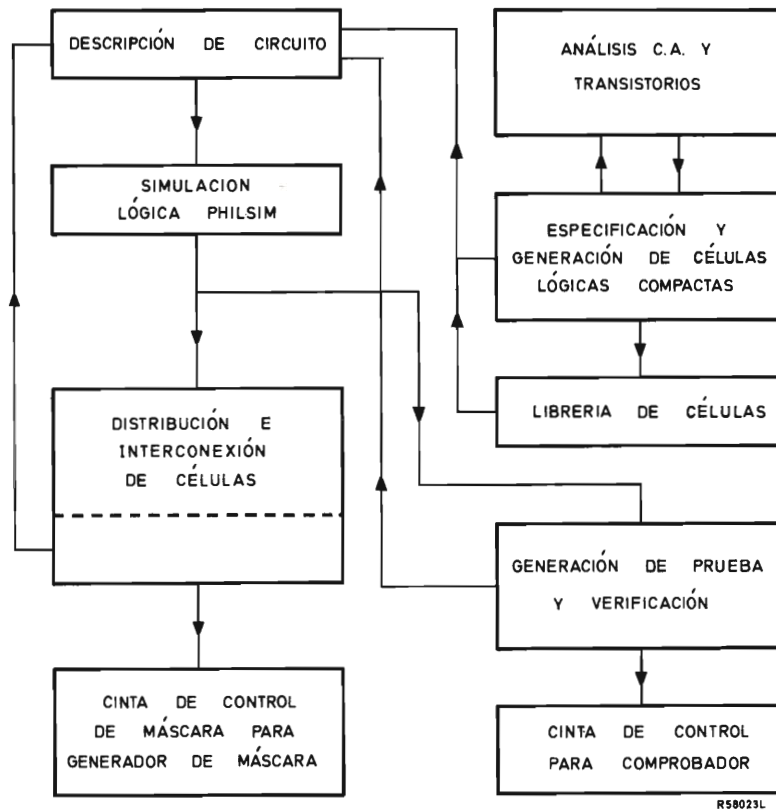 DESCRIPCIÓN DE CIRCUITO
SIMULACION
LÓGICA PHILSIM
DISTRIBUCIÓN E
INTERCONEXIÓN
DE CÉLULAS
CINTA DE CONTROL
DE MÁSCARA PARA
GENERADOR DE MÁSCARA
ANÁLISIS C.A. Y
TRANSISTORIOS
ESPECIFICACIÓN Y
GENERACIÓN DE CÉLULAS
LÓGICAS COMPACTAS
LIBRERIA DE CÉLULAS
GENERACIÓN DE PRUEBA
Y VERIFICACIÓN
CINTA DE CONTROL
PARA COMPROBADOR
R58023L